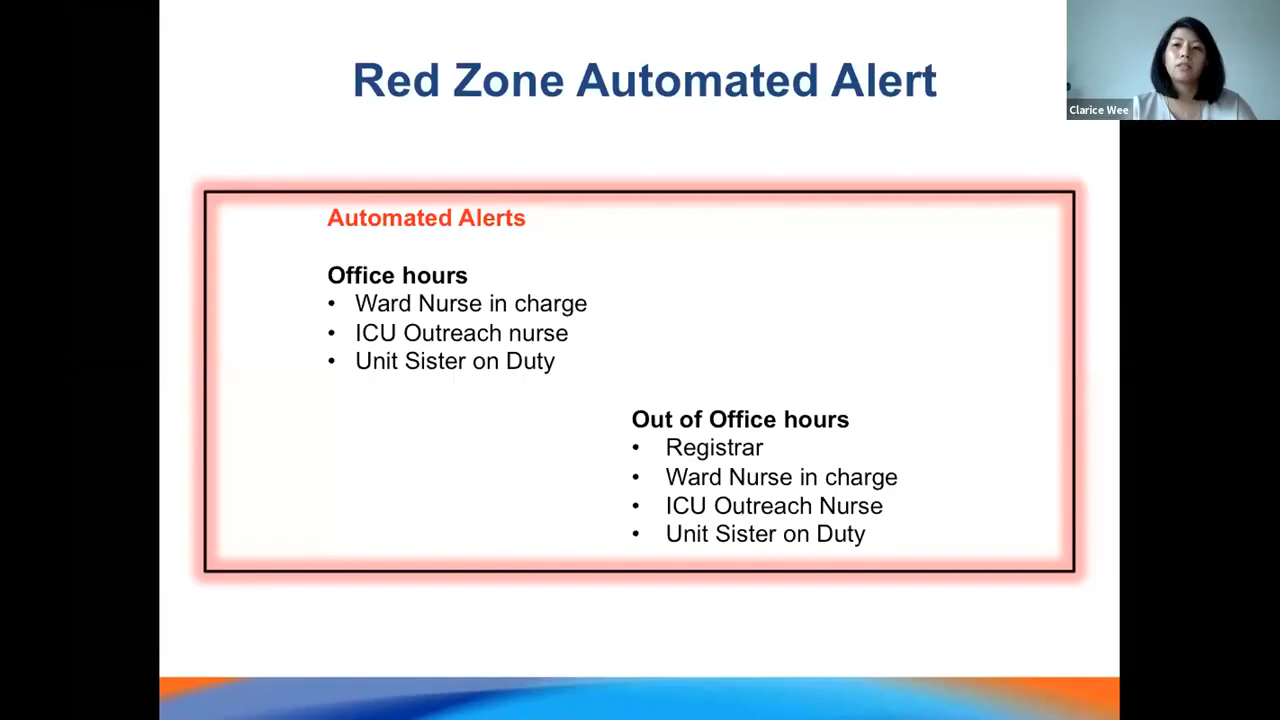 Red Zone Automated Alert
Clarice Wee
Automated Alerts
Office hours
• Ward Nurse in charge
• ICU Outreach nurse
• Unit Sister on Duty
Out of Office hours
• Registrar
• Ward Nurse in charge
• ICU Outreach Nurse
• Unit Sister on Duty